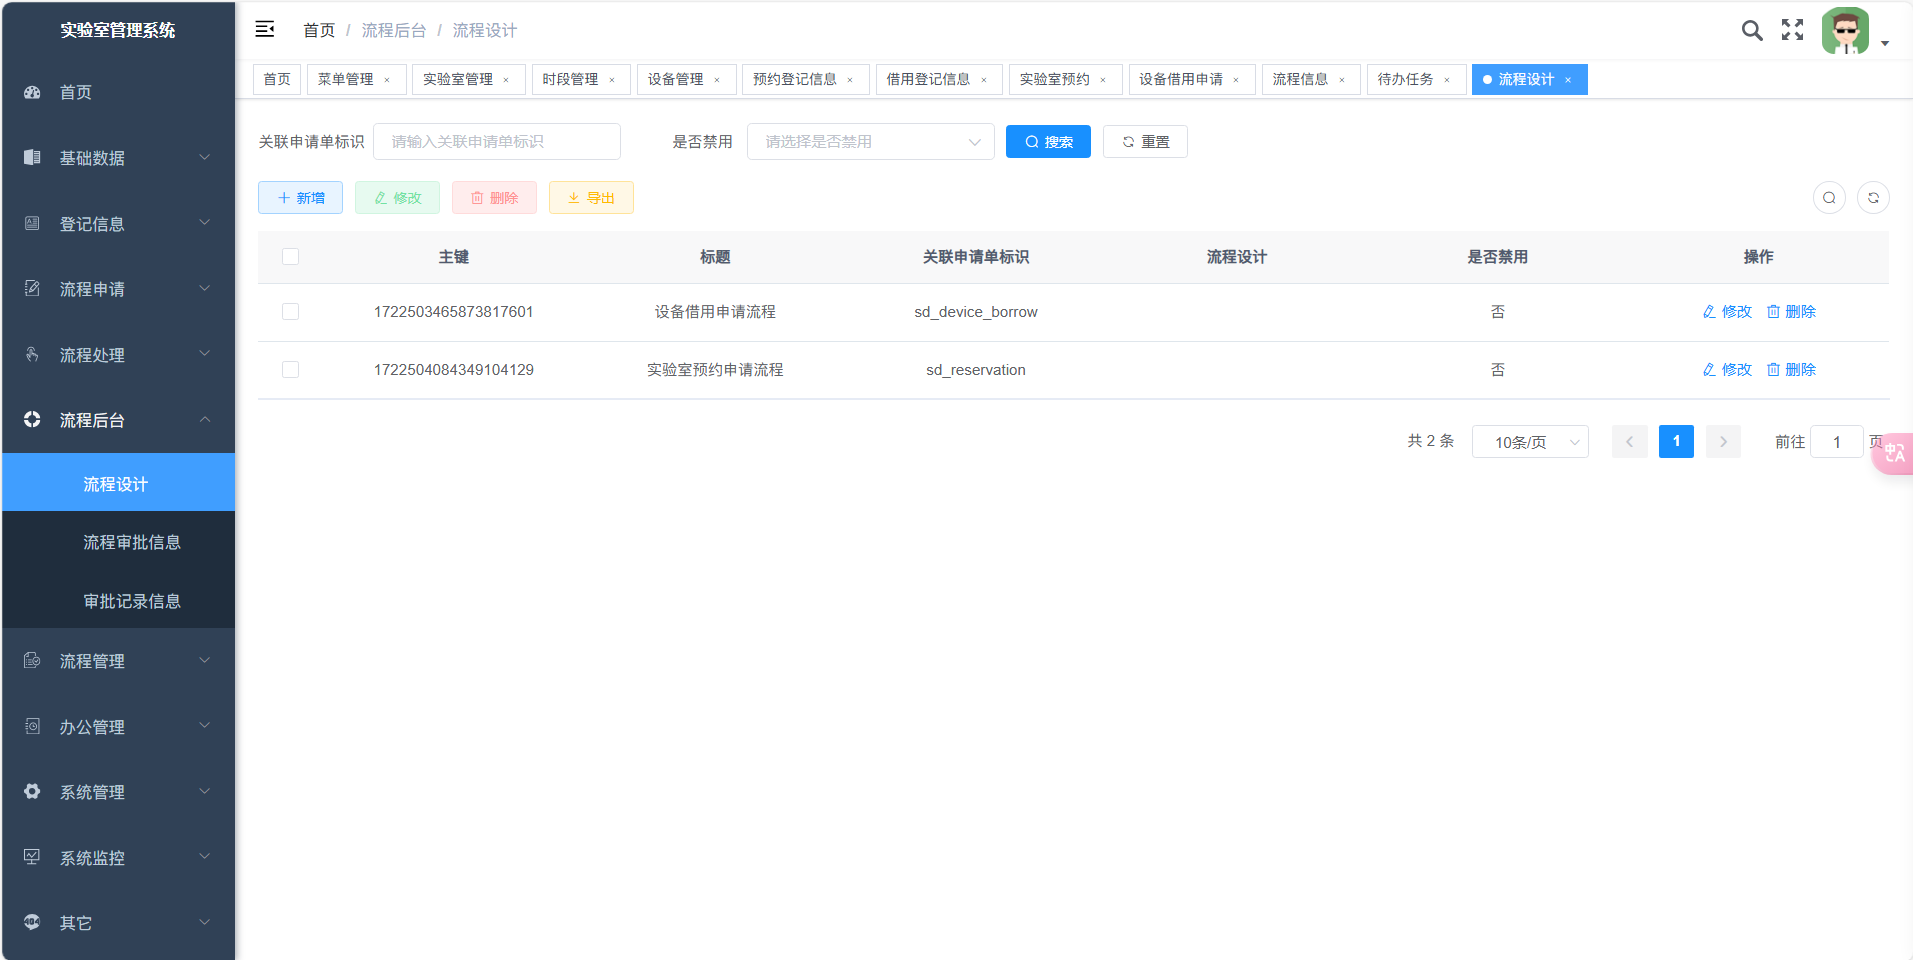 实验室管理系统
首页 / 流程后台 / 流程设计
首页
基础数据
登记信息
流程申请
流程处理
流程后台
流程设计
流程审批信息
审批记录信息
流程管理
办公管理
系统管理
系统监控
其它
首页 菜单管理 × 实验室管理 × 时段管理 × 设备管理 × 预约登记信息 × 借用登记信息 × 实验室预约 × 设备借用申请 × 流程信息 × 待办任务 × 流程设计 ×
关联申请单标识 请输入关联申请单标识 是否禁用 请选择是否禁用 搜索 重置
新增 修改 删除 导出
主键 标题 关联申请单标识 流程设计 是否禁用 操作
1722503465873817601 设备借用申请流程 sd_device_borrow 否 修改 删除
1722504084349104129 实验室预约申请流程 sd_reservation 否 修改 删除
共 2 条 10条/页 1 前往 1 页
中A